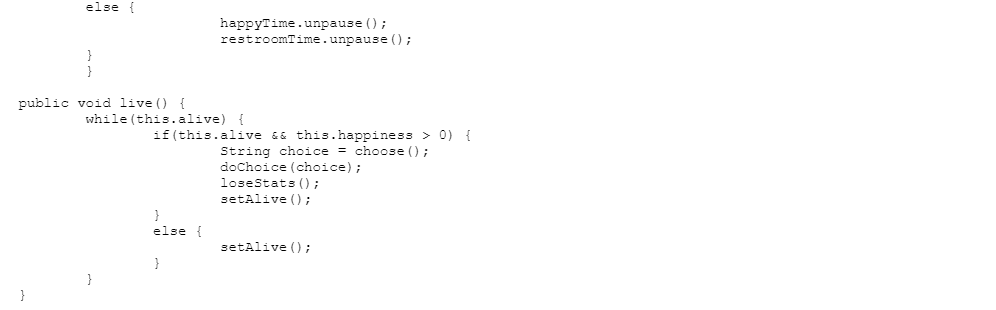 else {
happyTime.unpause();
restroomTime.unpause();
}
}
public void live() {
while(this.alive) {
if(this.alive && this.happiness > 0) {
String choice = choose();
doChoice(choice);
loseStats();
setAlive();
}
else {
setAlive();
}
}
}